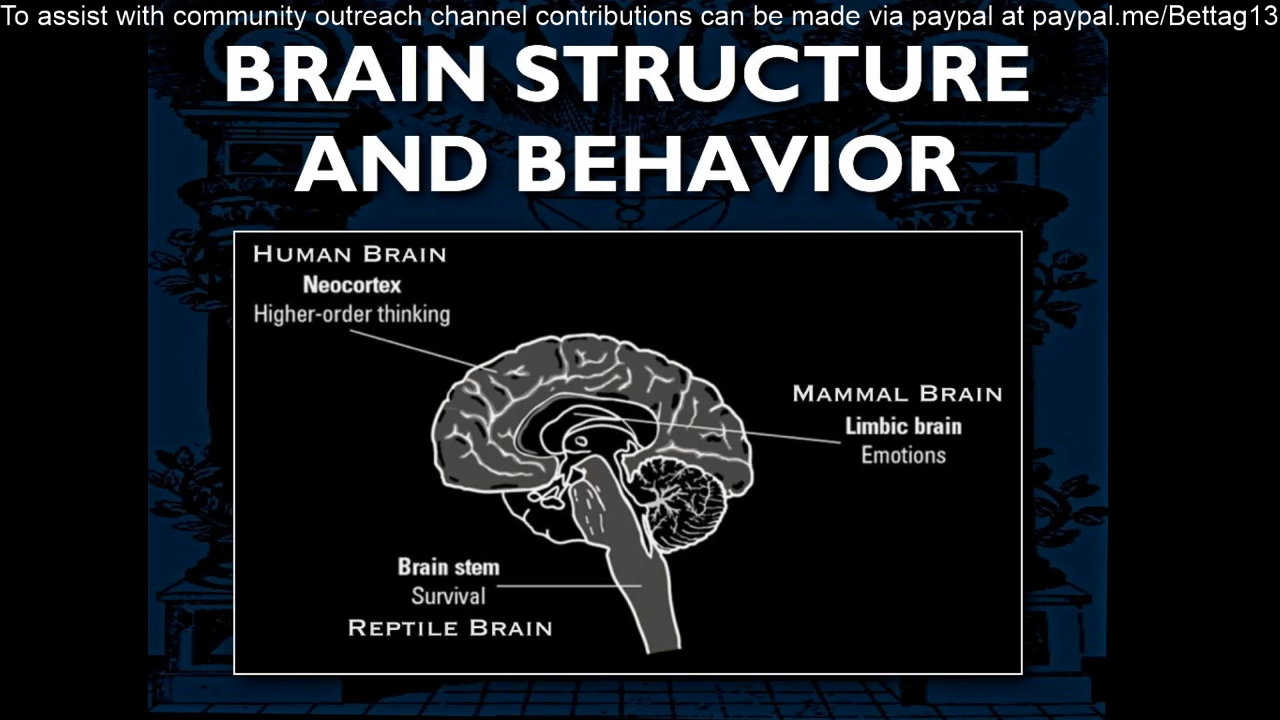 To assist with community outreach channel contributions can be made via paypal at paypal.me/Bettag13
BRAIN STRUCTURE
AND BEHAVIOR
HUMAN BRAIN
Neocortex
Higher-order thinking
MAMMAL BRAIN
Limbic brain
Emotions
Brain stem
Survival
REPTILE BRAIN